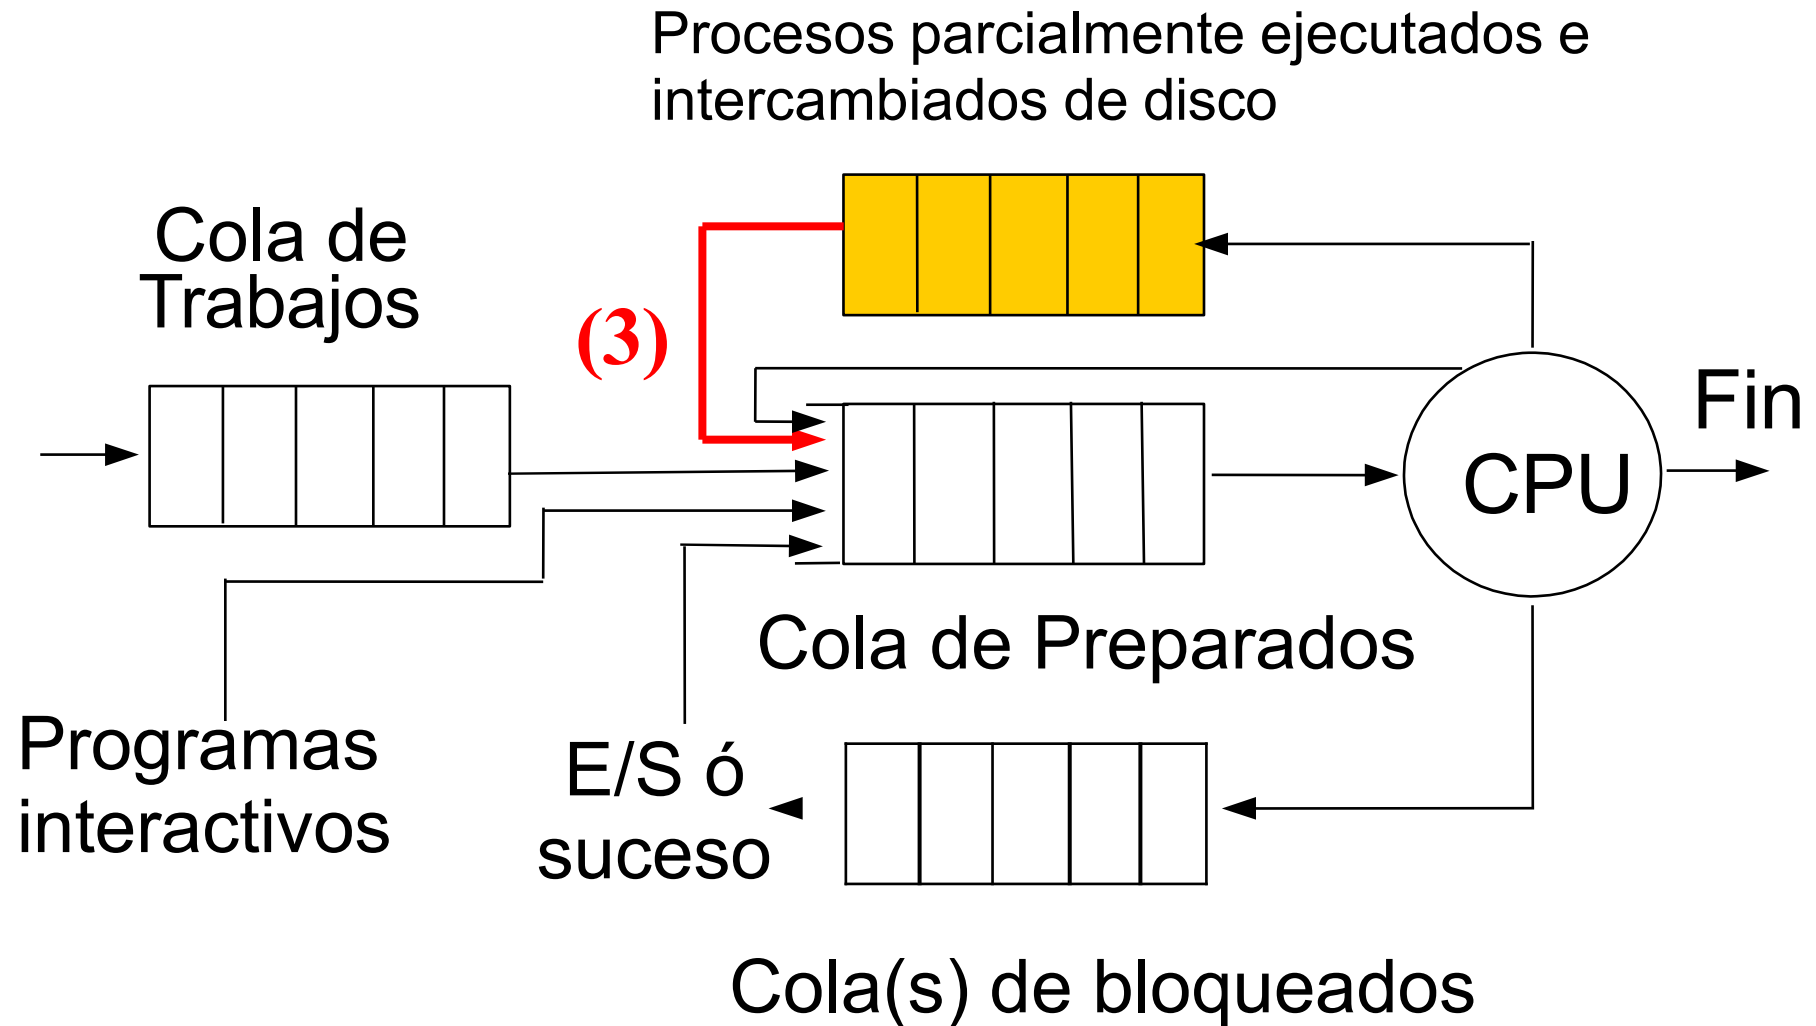 Procesos parcialmente ejecutados e
intercambiados de disco
Cola de
Trabajos
(3)
Fin
CPU
Cola de Preparados
Programas
interactivos
E/S ó
suceso
Cola(s) de bloqueados